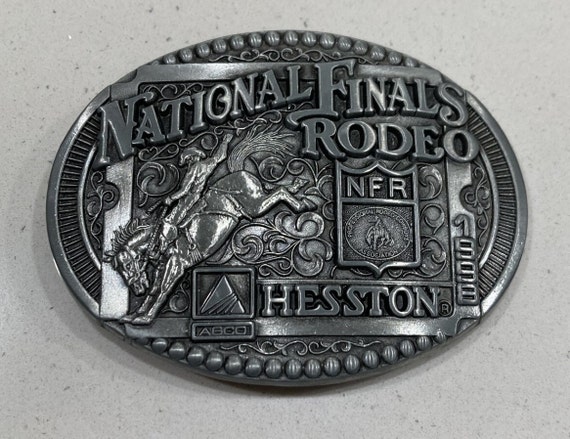 NATIONAL FINALS
RODEO
NFR
1998
HESSTON®
AGCO